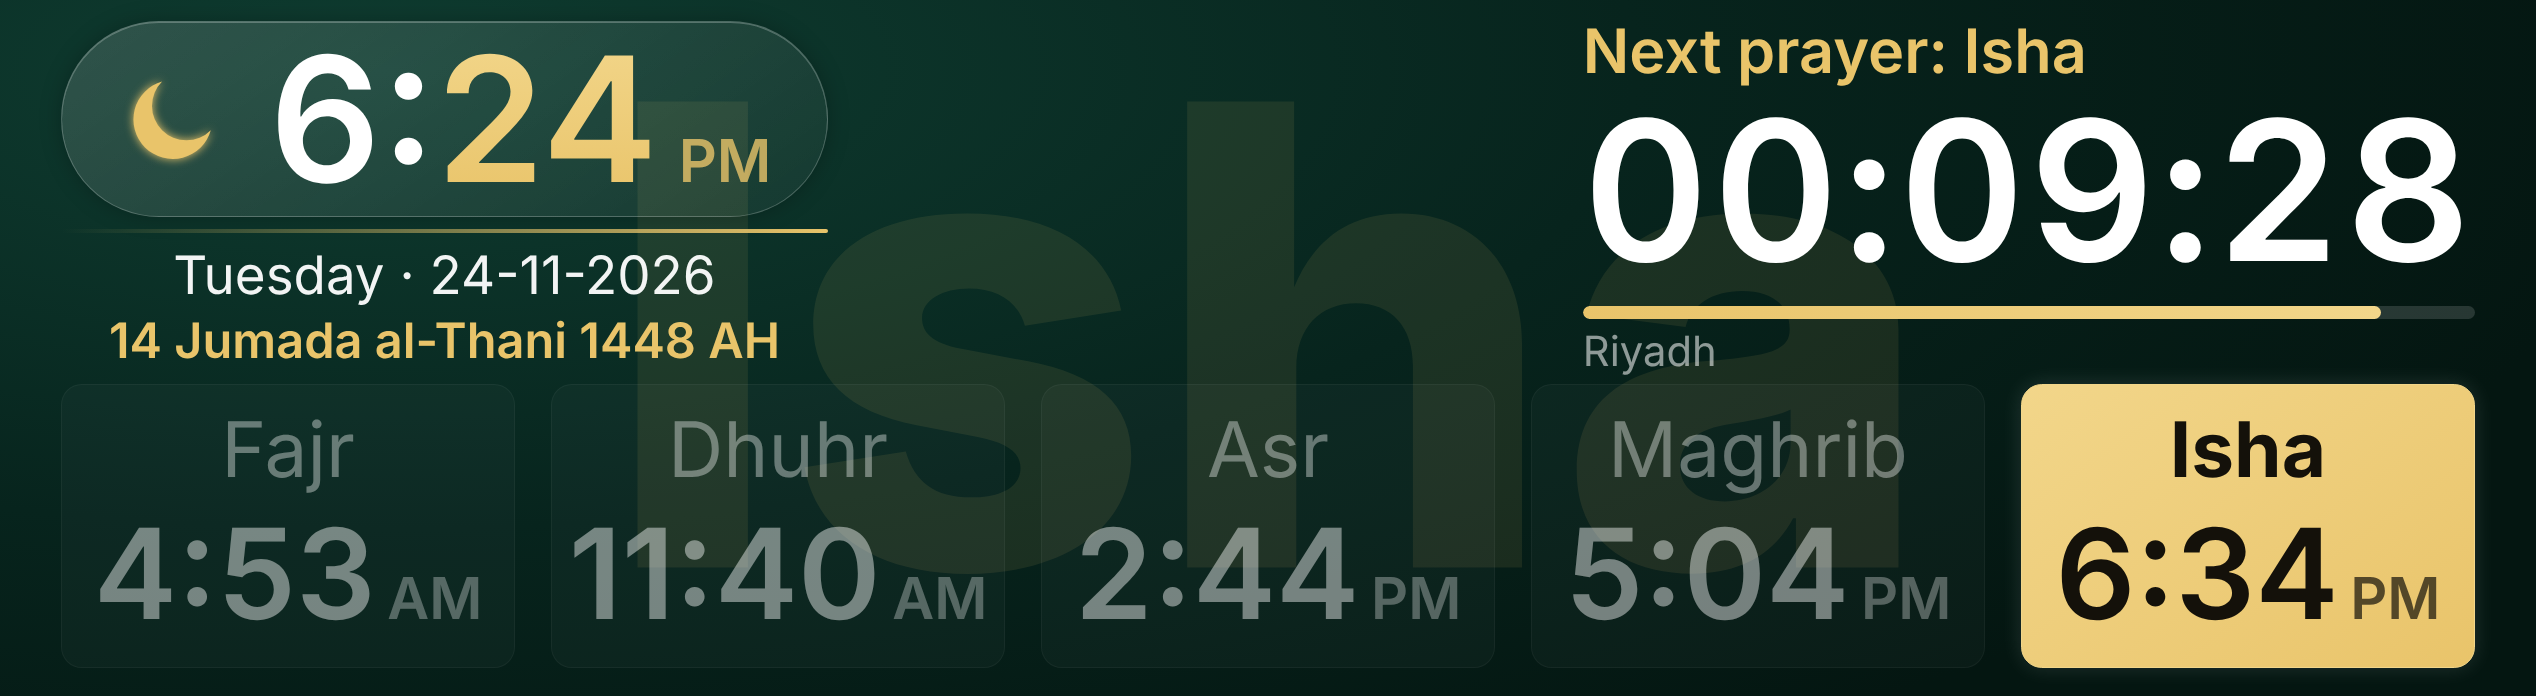 6:24 PM
Tuesday · 24-11-2026
14 Jumada al-Thani 1448 AH
Next prayer: Isha
00:09:28
Riyadh
Isha
Fajr
4:53 AM
Dhuhr
11:40 AM
Asr
2:44 PM
Maghrib
5:04 PM
Isha
6:34 PM